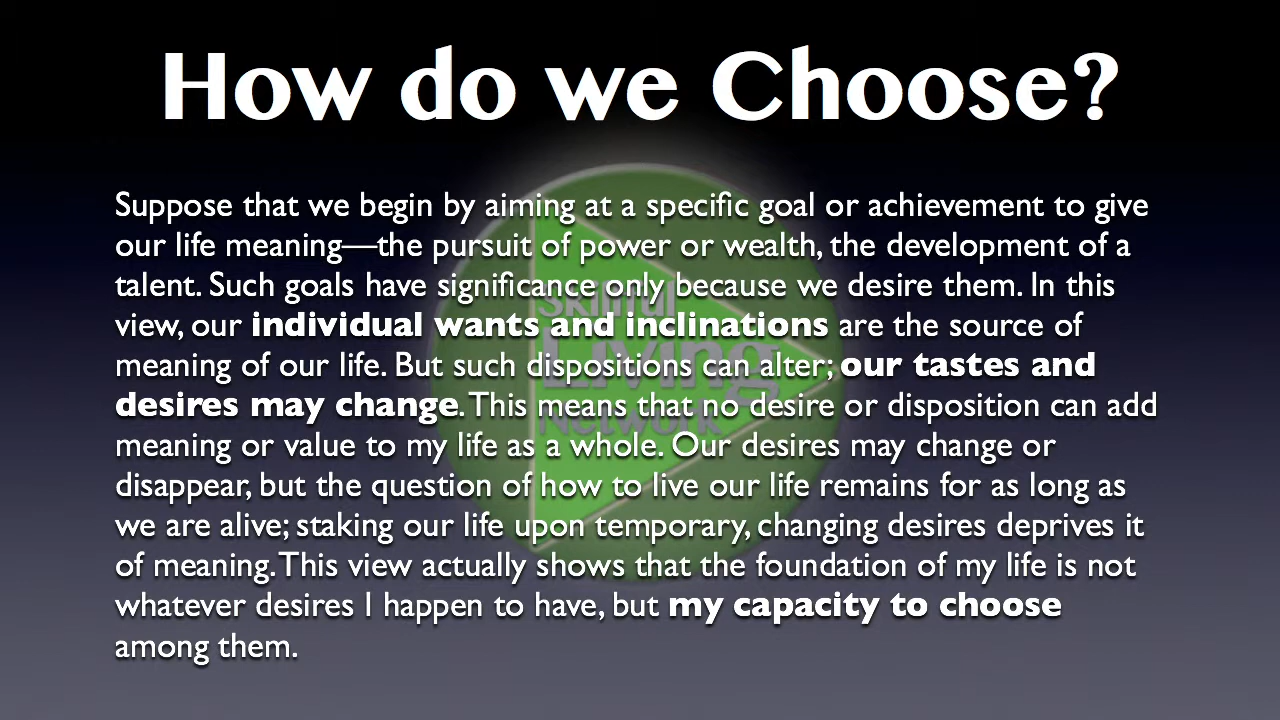 How do we Choose?
Suppose that we begin by aiming at a specific goal or achievement to give
our life meaning—the pursuit of power or wealth, the development of a
talent. Such goals have significance only because we desire them. In this
view, our individual wants and inclinations are the source of
meaning of our life. But such dispositions can alter; our tastes and
desires may change. This means that no desire or disposition can add
meaning or value to my life as a whole. Our desires may change or
disappear, but the question of how to live our life remains for as long as
we are alive; staking our life upon temporary, changing desires deprives it
of meaning. This view actually shows that the foundation of my life is not
whatever desires I happen to have, but my capacity to choose
among them.
Skillful
Living
Network